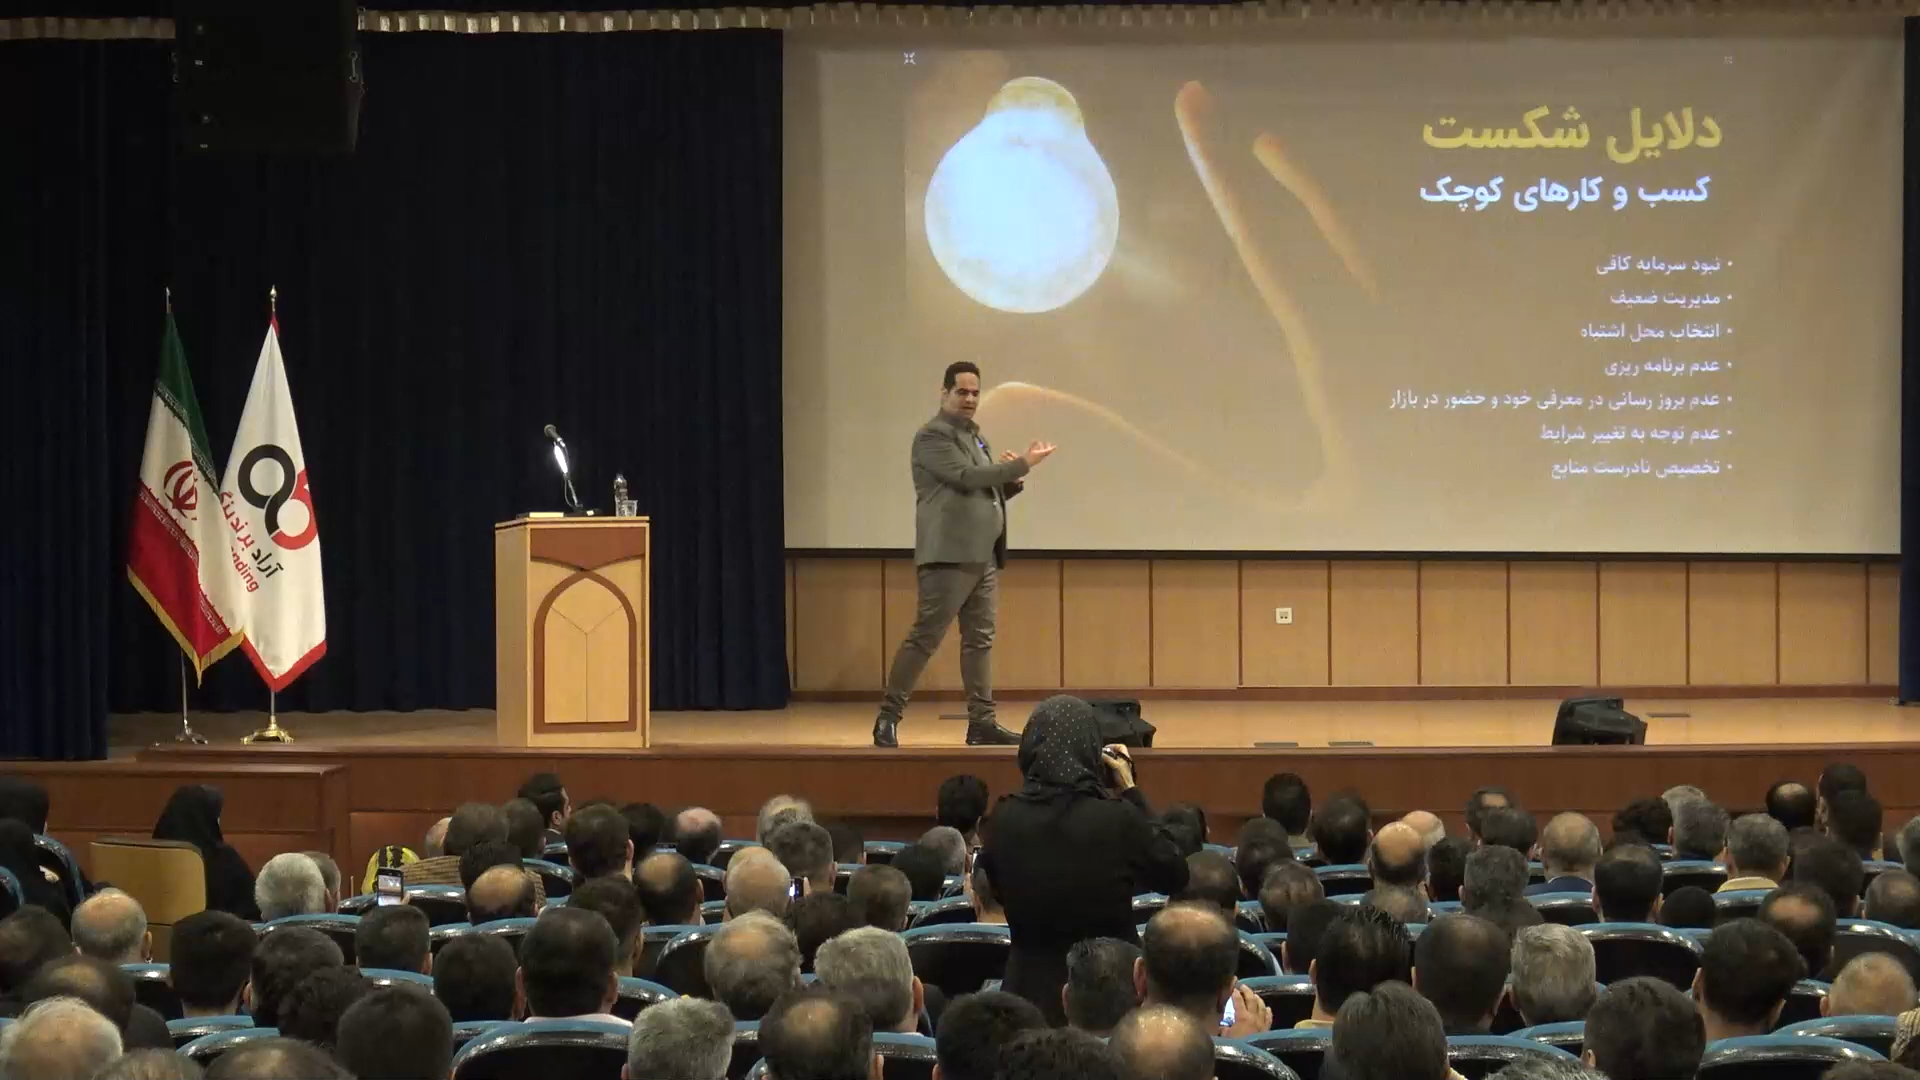 دلایل شکست
کسب و کارهای کوچک
• نبود سرمایه کافی
• مدیریت ضعیف
• انتخاب محل اشتباه
• عدم برنامه ریزی
• عدم بروز رسانی در معرفی خود و حضور در بازار
• عدم توجه به تغییر شرایط
• تخصیص نادرست منابع
آراد برندینگ
nding